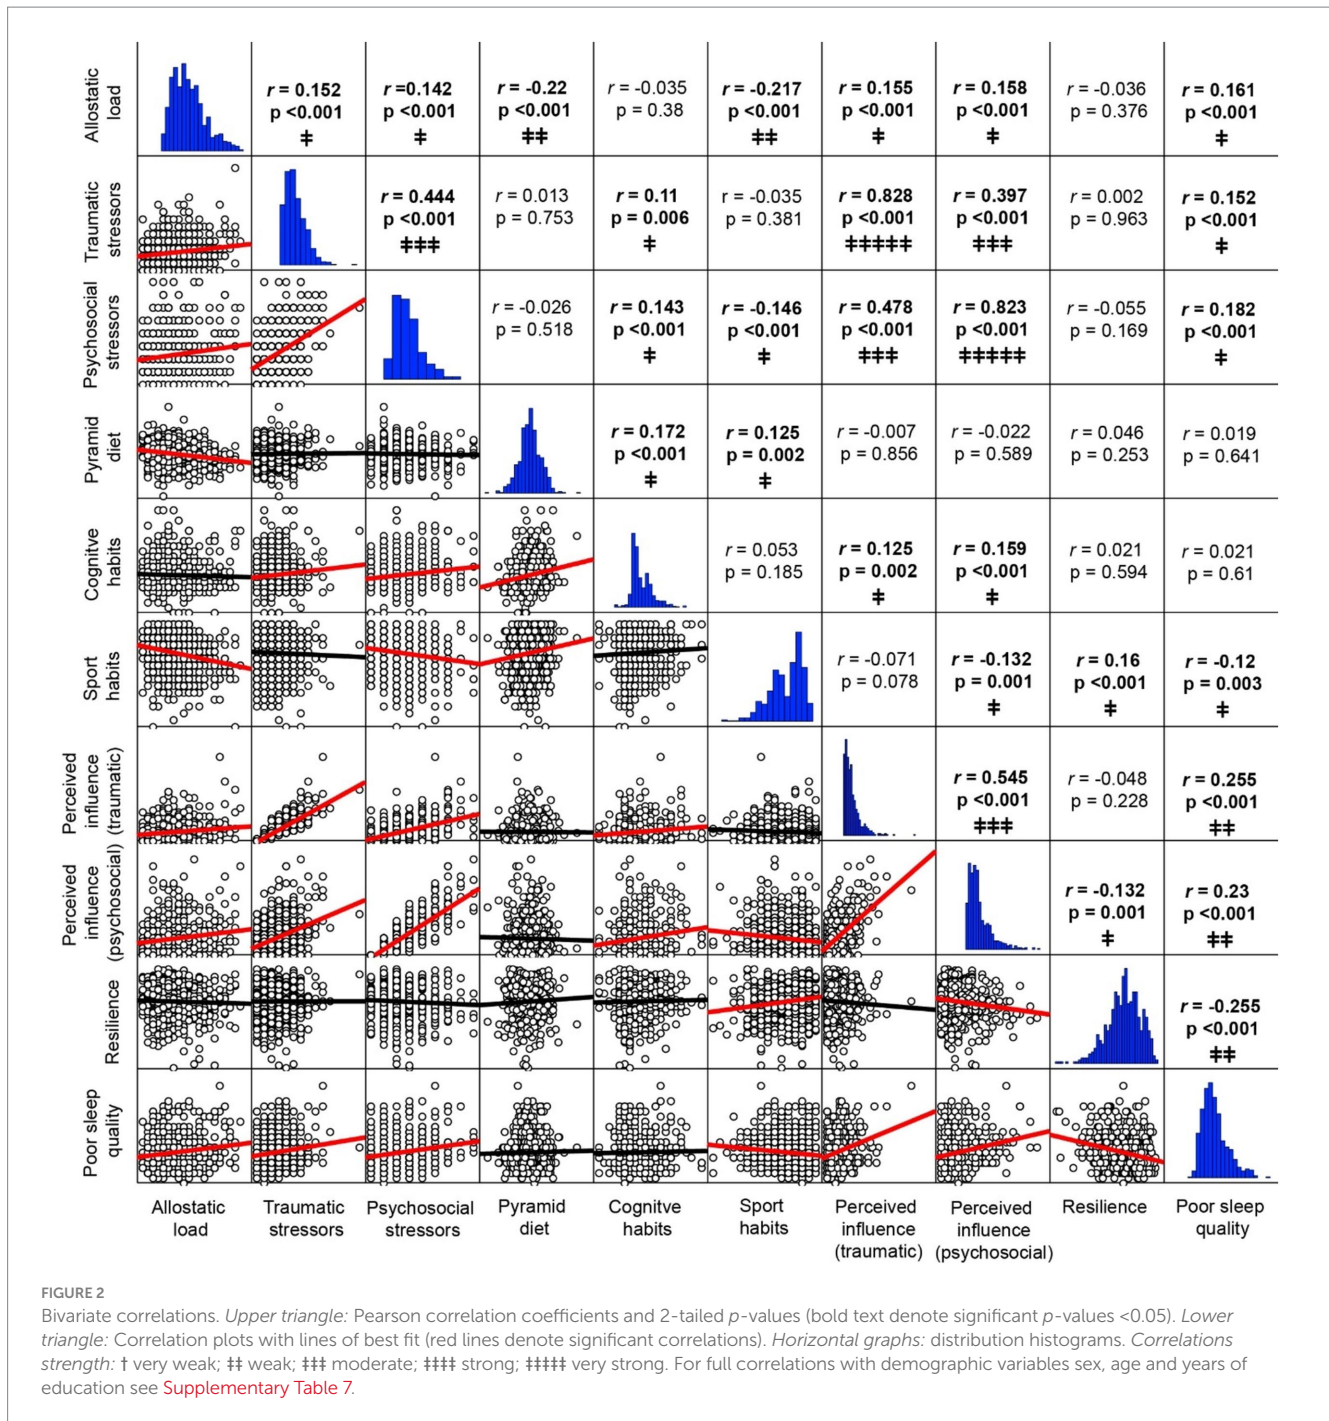 Allostatic
load
r = 0.152
p <0.001
ǂ
r =0.142
p <0.001
ǂ
r = -0.22
p <0.001
ǂǂ
r = -0.035
p = 0.38
r = -0.217
p <0.001
ǂǂ
r = 0.155
p <0.001
ǂ
r = 0.158
p <0.001
ǂ
r = -0.036
p = 0.376
r = 0.161
p <0.001
ǂ
Traumatic
stressors
r = 0.444
p <0.001
ǂǂǂ
r = 0.013
p = 0.753
r = 0.11
p = 0.006
ǂ
r = -0.035
p = 0.381
r = 0.828
p <0.001
ǂǂǂǂǂ
r = 0.397
p <0.001
ǂǂǂ
r = 0.002
p = 0.963
r = 0.152
p <0.001
ǂ
Psychosocial
stressors
r = -0.026
p = 0.518
r = 0.143
p <0.001
ǂ
r = -0.146
p <0.001
ǂ
r = 0.478
p <0.001
ǂǂǂ
r = 0.823
p <0.001
ǂǂǂǂǂ
r = -0.055
p = 0.169
r = 0.182
p <0.001
ǂ
Pyramid
diet
r = 0.172
p <0.001
ǂ
r = 0.125
p = 0.002
ǂ
r = -0.007
p = 0.856
r = -0.022
p = 0.589
r = 0.046
p = 0.253
r = 0.019
p = 0.641
Cognitve
habits
r = 0.053
p = 0.185
r = 0.125
p = 0.002
ǂ
r = 0.159
p <0.001
ǂ
r = 0.021
p = 0.594
r = 0.021
p = 0.61
Sport
habits
r = -0.071
p = 0.078
r = -0.132
p = 0.001
ǂ
r = 0.16
p <0.001
ǂ
r = -0.12
p = 0.003
ǂ
Perceived
influence
(traumatic)
r = 0.545
p <0.001
ǂǂǂ
r = -0.048
p = 0.228
r = 0.255
p <0.001
ǂǂ
Perceived
influence
(psychosocial)
r = -0.132
p = 0.001
ǂ
r = 0.23
p <0.001
ǂǂ
Resilience
r = -0.255
p <0.001
ǂǂ
Poor sleep
quality
Allostatic
load
Traumatic
stressors
Psychosocial
stressors
Pyramid
diet
Cognitve
habits
Sport
habits
Perceived
influence
(traumatic)
Perceived
influence
(psychosocial)
Resilience
Poor sleep
quality
FIGURE 2
Bivariate correlations. Upper triangle: Pearson correlation coefficients and 2-tailed p-values (bold text denote significant p-values <0.05). Lower
triangle: Correlation plots with lines of best fit (red lines denote significant correlations). Horizontal graphs: distribution histograms. Correlations
strength: † very weak; ‡‡ weak; ‡‡‡ moderate; ‡‡‡‡ strong; ‡‡‡‡‡ very strong. For full correlations with demographic variables sex, age and years of
education see Supplementary Table 7.